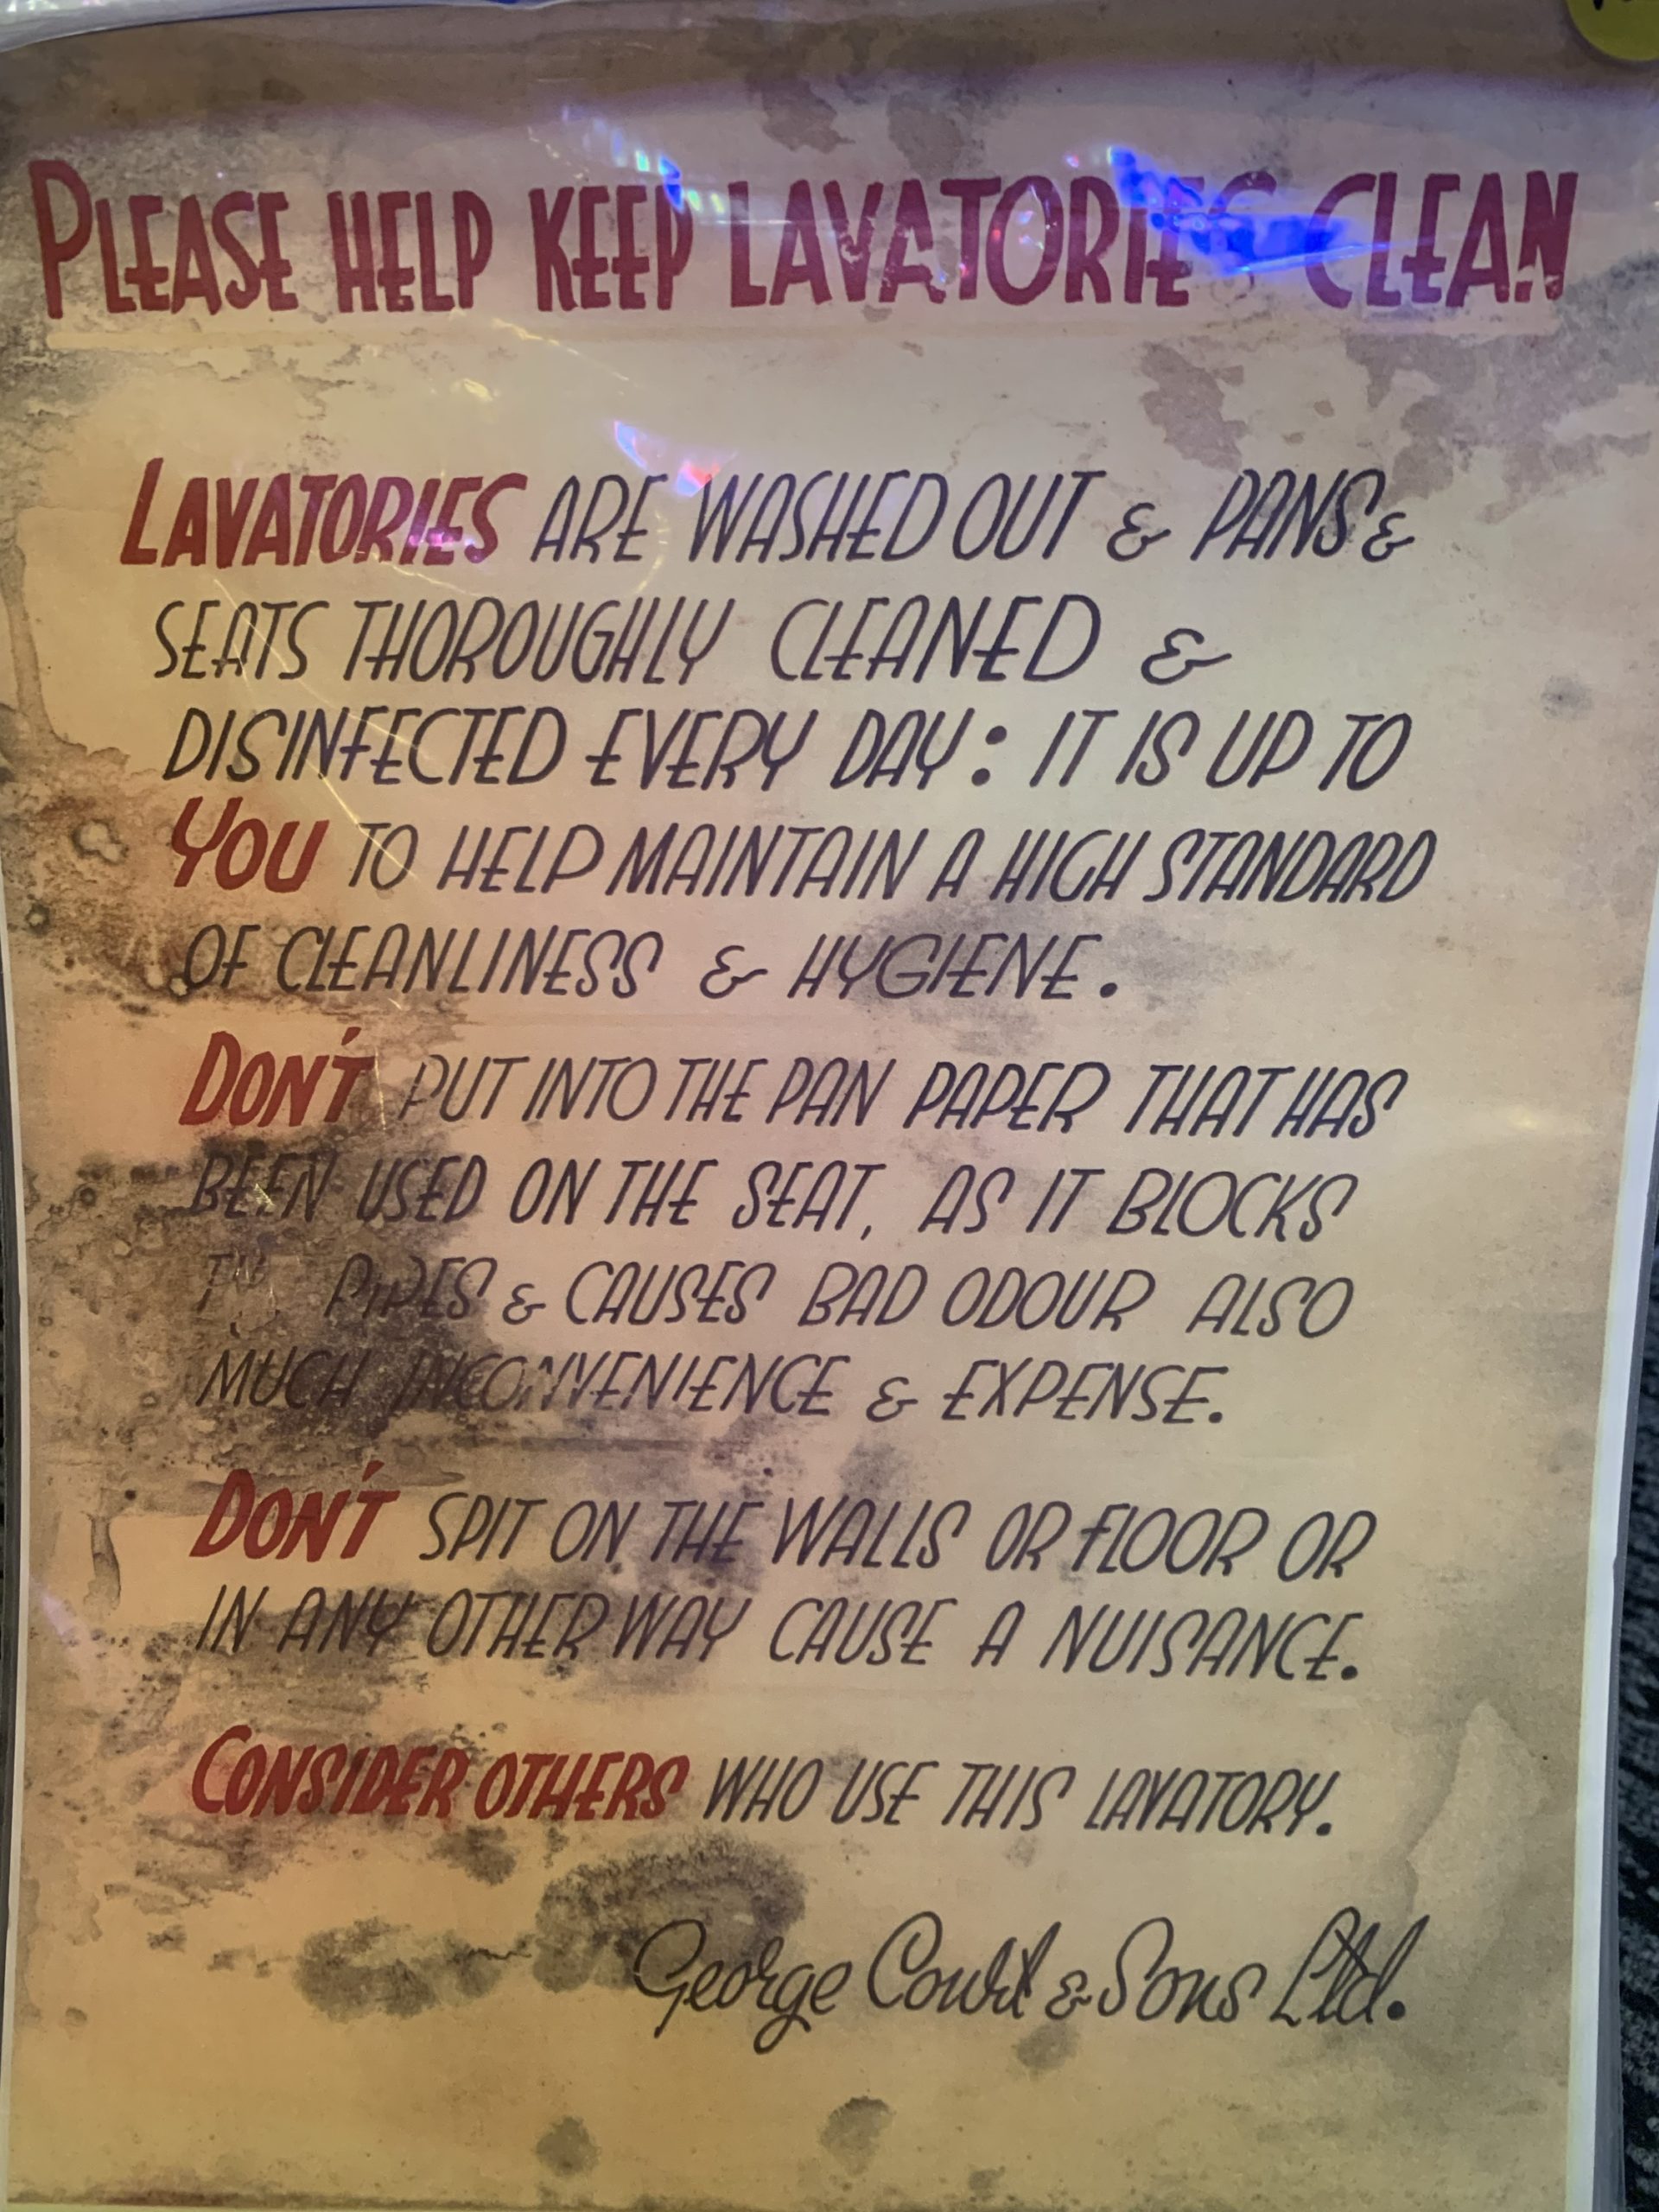 PLEASE HELP KEEP LAVATORIES CLEAN
LAVATORIES ARE WASHED OUT & PANS &
SEATS THOROUGHLY CLEANED &
DISINFECTED EVERY DAY: IT IS UP TO
YOU TO HELP MAINTAIN A HIGH STANDARD
OF CLEANLINESS & HYGIENE.
DON'T PUT INTO THE PAN PAPER THAT HAS
BEEN USED ON THE SEAT, AS IT BLOCKS
THE PIPES & CAUSES BAD ODOUR ALSO
MUCH INCONVENIENCE & EXPENSE.
DON'T SPIT ON THE WALLS OR FLOOR OR
IN ANY OTHER WAY CAUSE A NUISANCE.
CONSIDER OTHERS WHO USE THIS LAVATORY.
George Court & Sons Ltd.